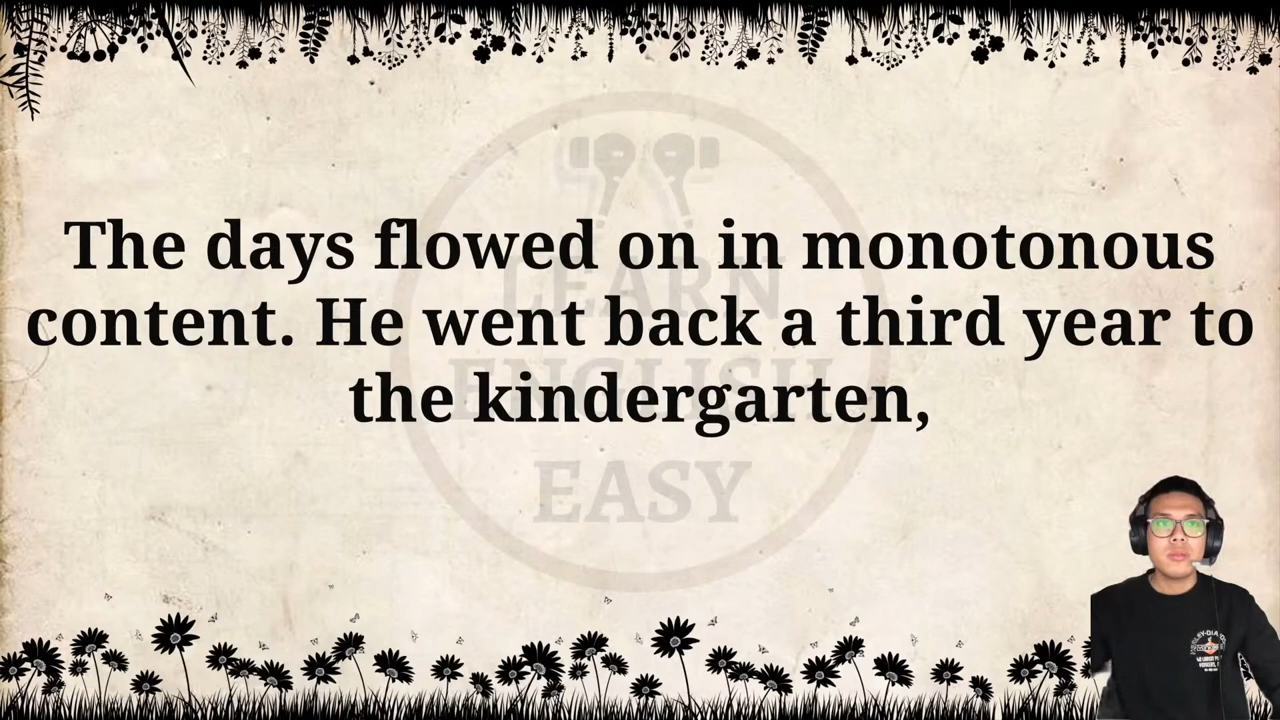 The days flowed on in monotonous
content. He went back a third year to
the kindergarten,
LEARN
ENGLISH
EASY